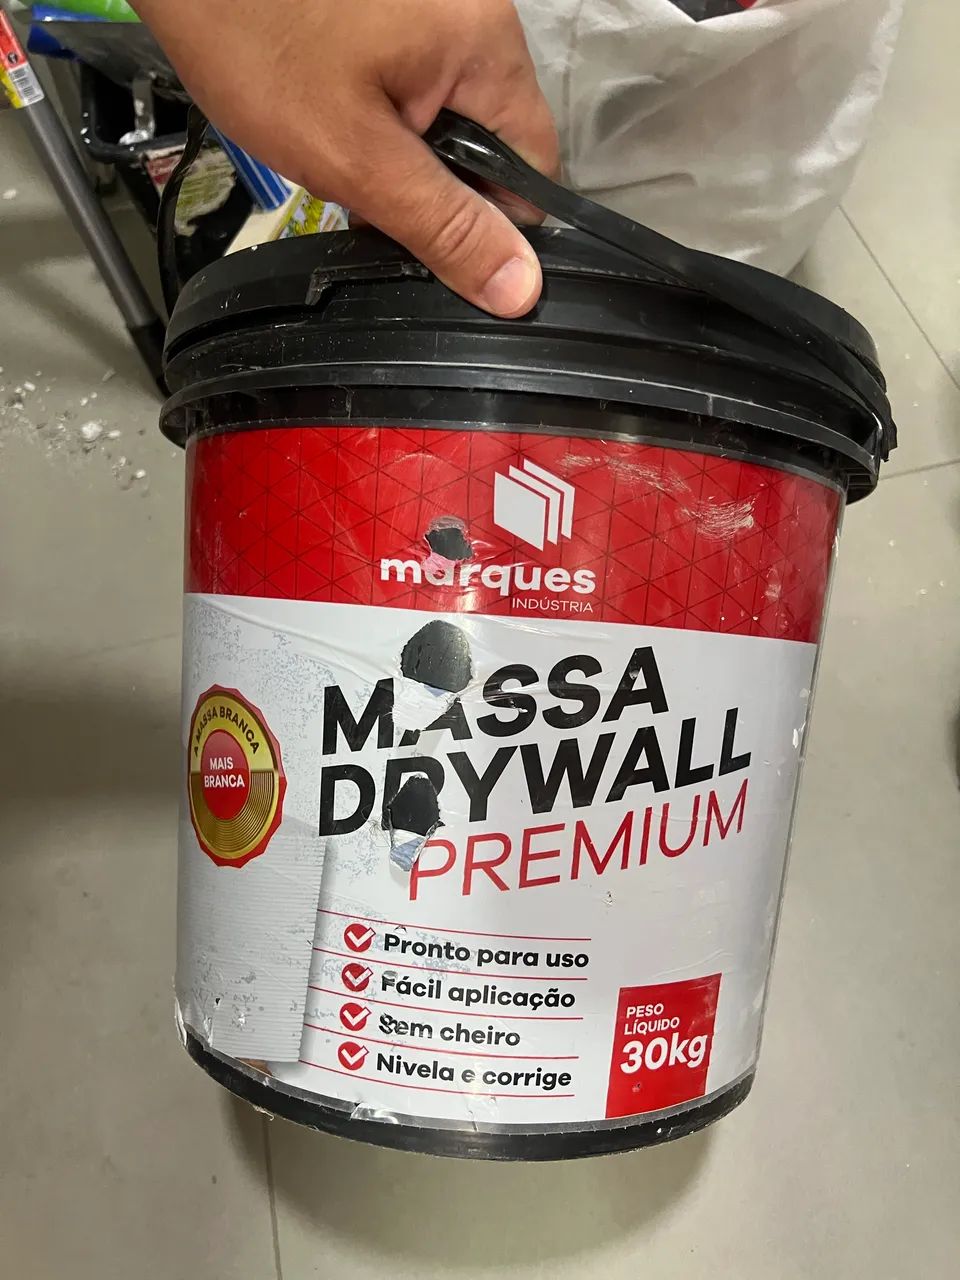 marques
INDÚSTRIA
MASSA
DRYWALL
PREMIUM
A MASSA BRANCA
MAIS
BRANCA
Pronto para uso
Fácil aplicação
Sem cheiro
Nivela e corrige
PESO
LÍQUIDO
30kg